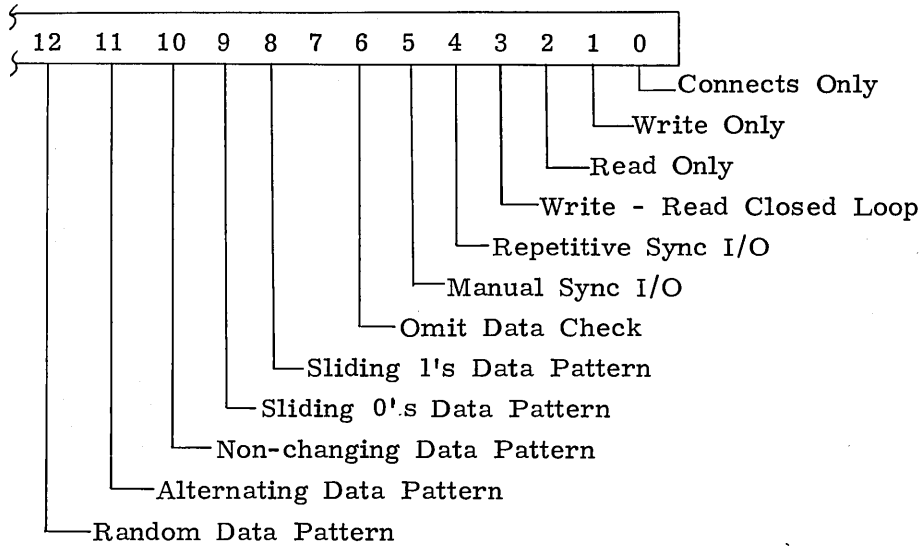 12 11 10 9 8 7 6 5 4 3 2 1 0
Connects Only
Write Only
Read Only
Write - Read Closed Loop
Repetitive Sync I/O
Manual Sync I/O
Omit Data Check
Sliding 1's Data Pattern
Sliding 0's Data Pattern
Non-changing Data Pattern
Alternating Data Pattern
Random Data Pattern